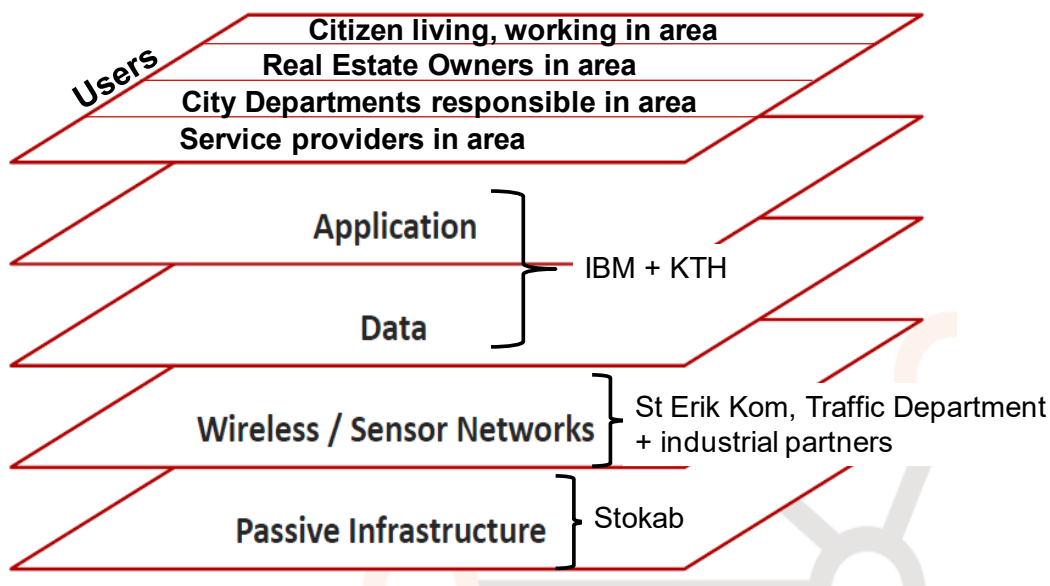 Users
Citizen living, working in area
Real Estate Owners in area
City Departments responsible in area
Service providers in area
Application
IBM + KTH
Data
Wireless / Sensor Networks
St Erik Kom, Traffic Department
+ industrial partners
Passive Infrastructure
Stokab